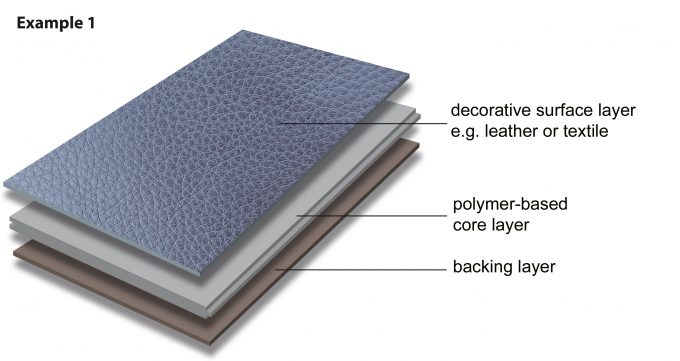 Example 1
decorative surface layer
e.g. leather or textile
polymer-based
core layer
backing layer